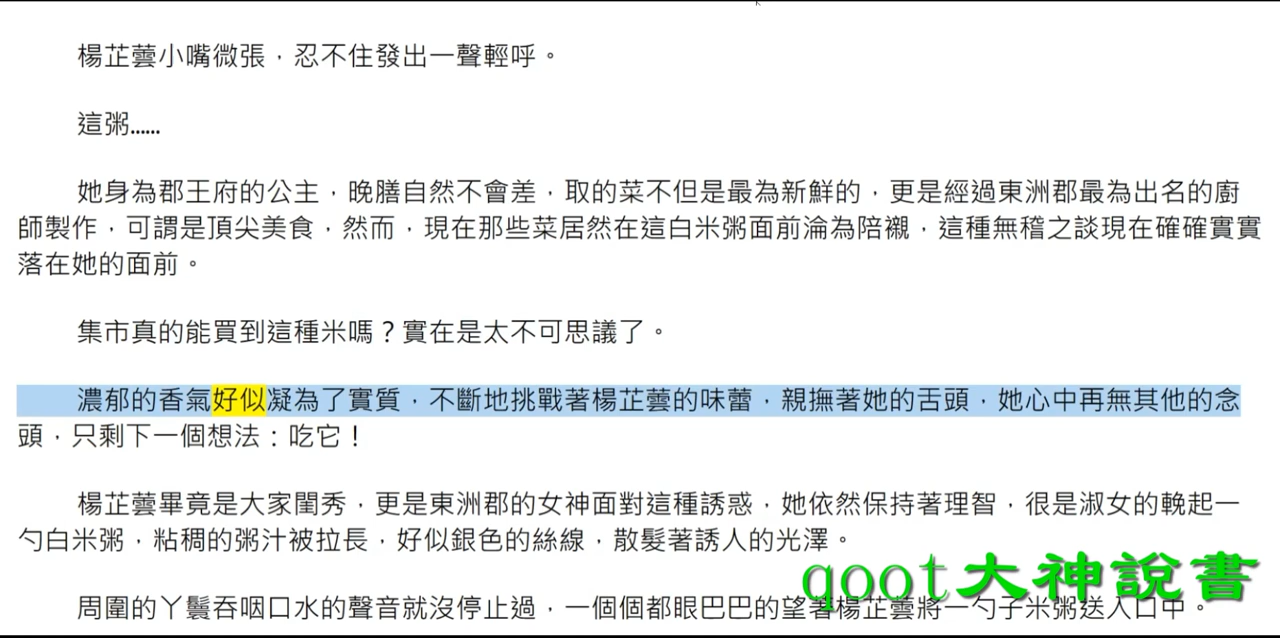 楊芷蕓小嘴微張，忍不住發出一聲輕呼。
這粥......
她身為郡王府的公主，晚膳自然不會差，取的菜不但是最為新鮮的，更是經過東洲郡最為出名的廚
師製作，可謂是頂尖美食，然而，現在那些菜居然在這白米粥面前淪為陪襯，這種無稽之談現在確確實實
落在她的面前。
集市真的能買到這種米嗎？實在是太不可思議了。
濃郁的香氣好似凝為了實質，不斷地挑戰著楊芷蕓的味蕾，親撫著她的舌頭，她心中再無其他的念
頭，只剩下一個想法：吃它！
楊芷蕓畢竟是大家閨秀，更是東洲郡的女神面對這種誘惑，她依然保持著理智，很是淑女的輓起一
勺白米粥，粘稠的粥汁被拉長，好似銀色的絲線，散髮著誘人的光澤。
qoot大神說書
周圍的丫鬟吞咽口水的聲音就沒停止過，一個個都眼巴巴的望著楊芷蕓將一勺子米粥送入口中。